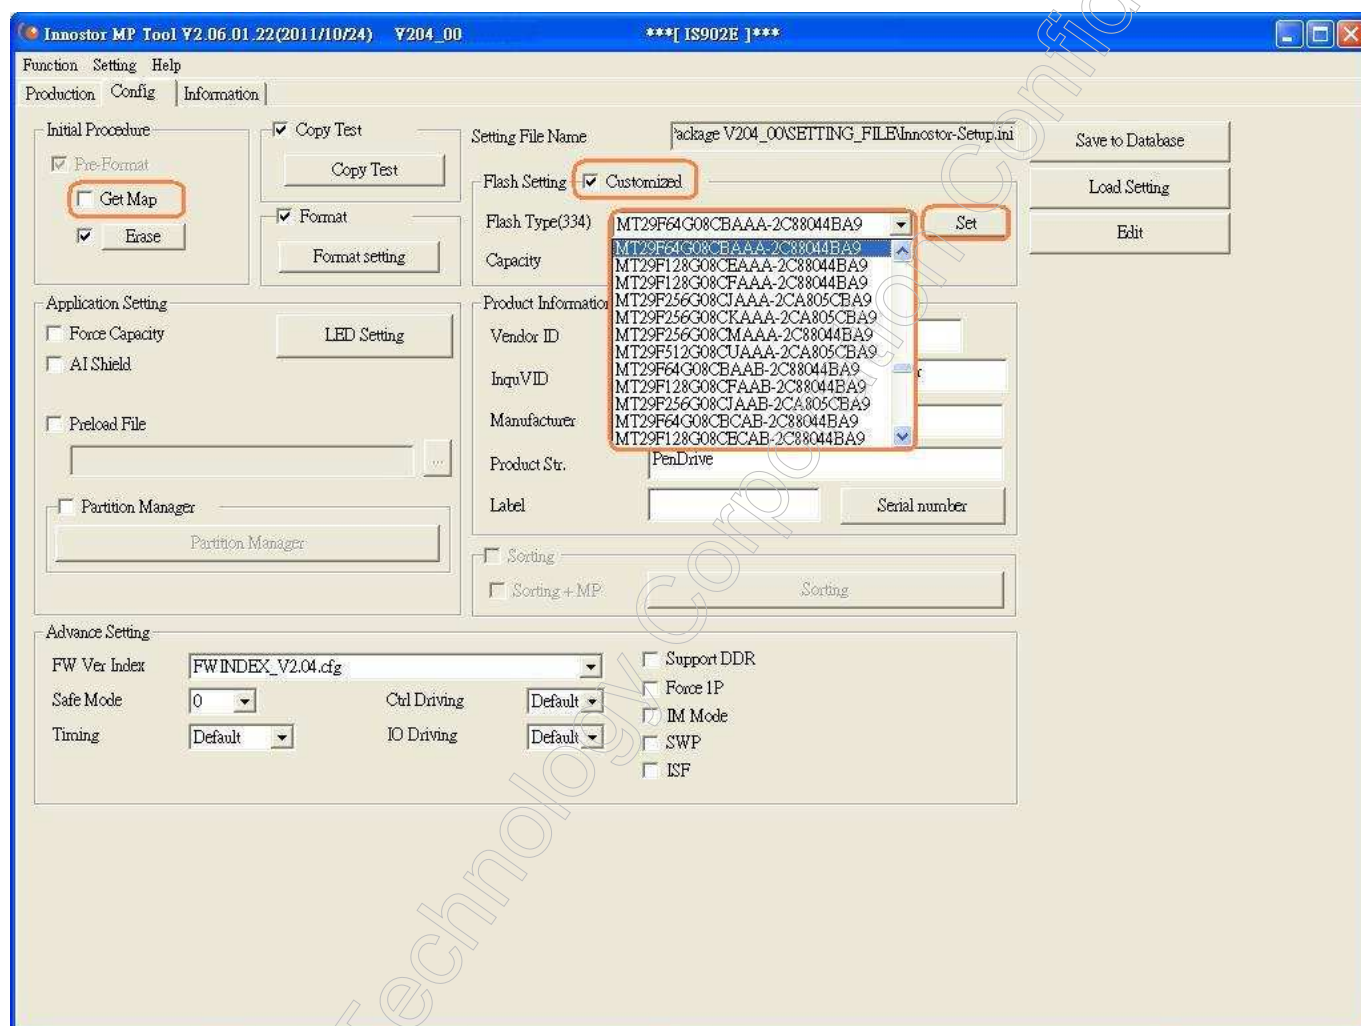 Innostor MP Tool V2.06.01.22(2011/10/24) V204_00 ***[ IS902E ]***
Function Setting Help
Production Config Information
Initial Procedure
Pre-Format
Get Map
Erase
Copy Test
Copy Test
Format
Format setting
Setting File Name
Package V204_00\SETTING_FILE\Innostor-Setup.ini
Save to Database
Load Setting
Edit
Flash Setting Customized
Flash Type(334) MT29F64G08CBAAA-2C88044BA9 Set
Capacity
MT29F64G08CBAAA-2C88044BA9
MT29F128G08CEAAA-2C88044BA9
MT29F128G08CFAAA-2C88044BA9
MT29F256G08CJAAA-2CA805CBA9
MT29F256G08CKAAA-2CA805CBA9
MT29F256G08CMAAA-2C88044BA9
MT29F512G08CUAAA-2CA805CBA9
MT29F64G08CBAAB-2C88044BA9
MT29F128G08CFAAB-2C88044BA9
MT29F256G08CJAAB-2CA805CBA9
MT29F64G08CBCAB-2C88044BA9
MT29F128G08CECAB-2C88044BA9
Application Setting
Force Capacity
LED Setting
AI Shield
Preload File
...
Partition Manager
Partition Manager
Product Information
Vendor ID
InquVID r
Manufacturer
Product Str. PenDrive
Label
Serial number
Sorting
Sorting + MP
Sorting
Advance Setting
FW Ver Index FWINDEX_V2.04.cfg
Safe Mode 0
Ctrl Driving Default
Timing Default
IO Driving Default
Support DDR
Force 1P
IM Mode
SWP
ISF
Technology Corporation Confid